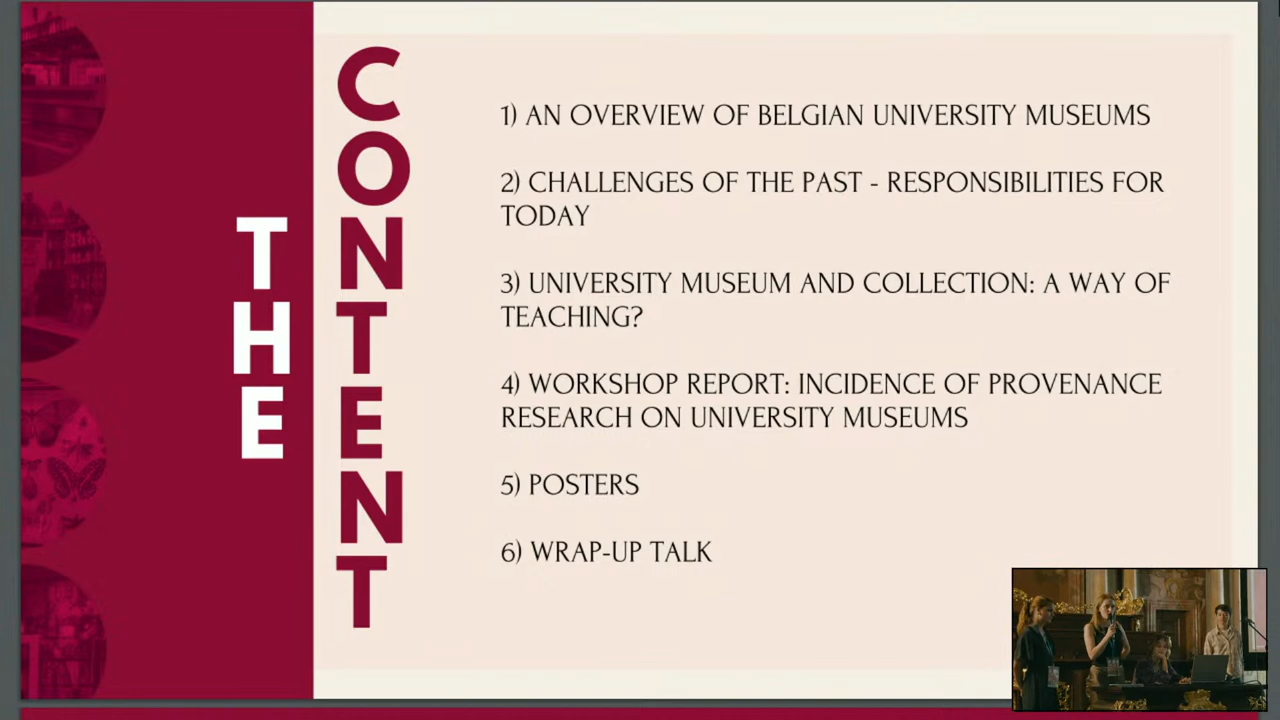 THE
CONTENT
1) AN OVERVIEW OF BELGIAN UNIVERSITY MUSEUMS
2) CHALLENGES OF THE PAST - RESPONSIBILITIES FOR
TODAY
3) UNIVERSITY MUSEUM AND COLLECTION: A WAY OF
TEACHING?
4) WORKSHOP REPORT: INCIDENCE OF PROVENANCE
RESEARCH ON UNIVERSITY MUSEUMS
5) POSTERS
6) WRAP-UP TALK